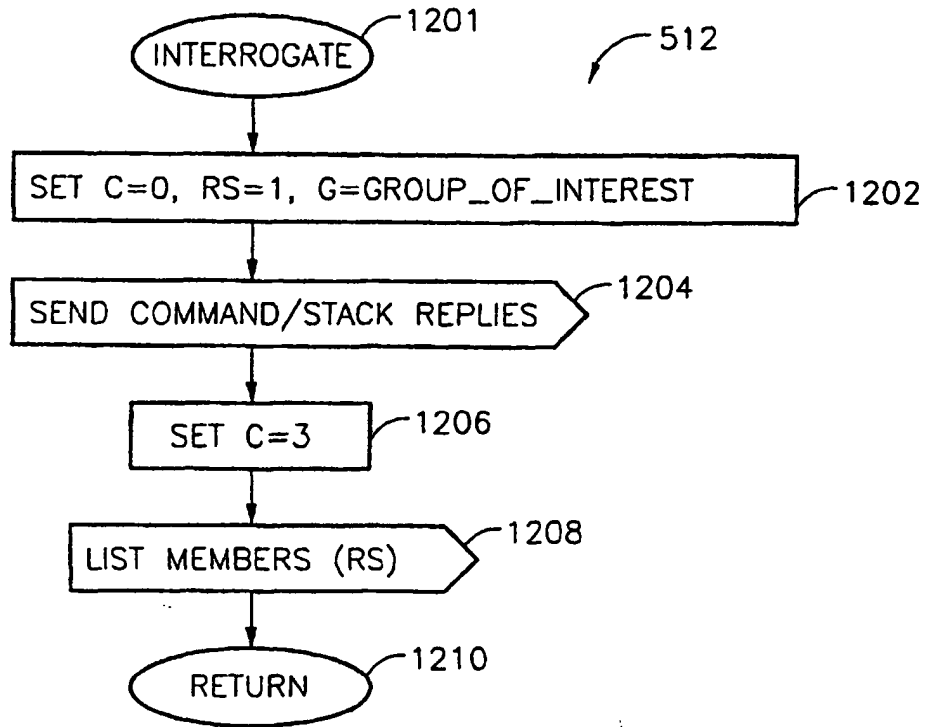 1201
INTERROGATE
512
SET C=0, RS=1, G=GROUP_OF_INTEREST
1202
1204
SEND COMMAND/STACK REPLIES
SET C=3
1206
1208
LIST MEMBERS (RS)
1210
RETURN